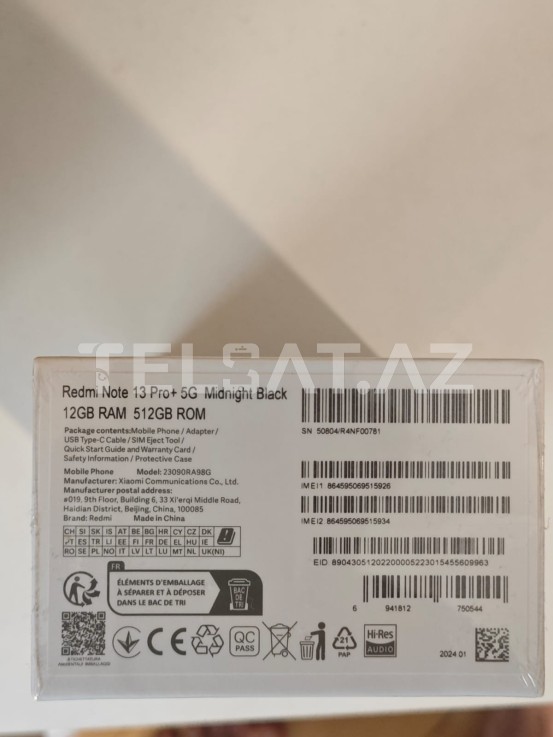 TELSAT.AZ
Redmi Note 13 Pro+ 5G Midnight Black
12GB RAM 512GB ROM
Package contents:Mobile Phone / Adapter /
USB Type-C Cable / SIM Eject Tool /
Quick Start Guide and Warranty Card /
Safety Information / Protective Case
Mobile Phone Model: 23090RA98G
Manufacturer: Xiaomi Communications Co., Ltd.
Manufacturer postal address:
#019, 9th Floor, Building 6, 33 Xi'erqi Middle Road,
Haidian District, Beijing, China, 100085
Brand: Redmi Made in China
CH SI SK IS AT BE BG HR CY CZ DK
ES TR LI EE FI FR DE EL HU IE
RO SE PL NO IT LV LT LU MT NL UK(NI)
FR
ÉLÉMENTS D'EMBALLAGE
À SÉPARER ET À DÉPOSER
DANS LE BAC DE TRI
BAC
DE
TRI
QC
PASS
21
PAP
Hi-Res
AUDIO
SN 50804/R4NF00781
IMEI1 864595069515926
IMEI2 864595069515934
EID 89043051202200005223015455609963
6 941812 750544
2024.01